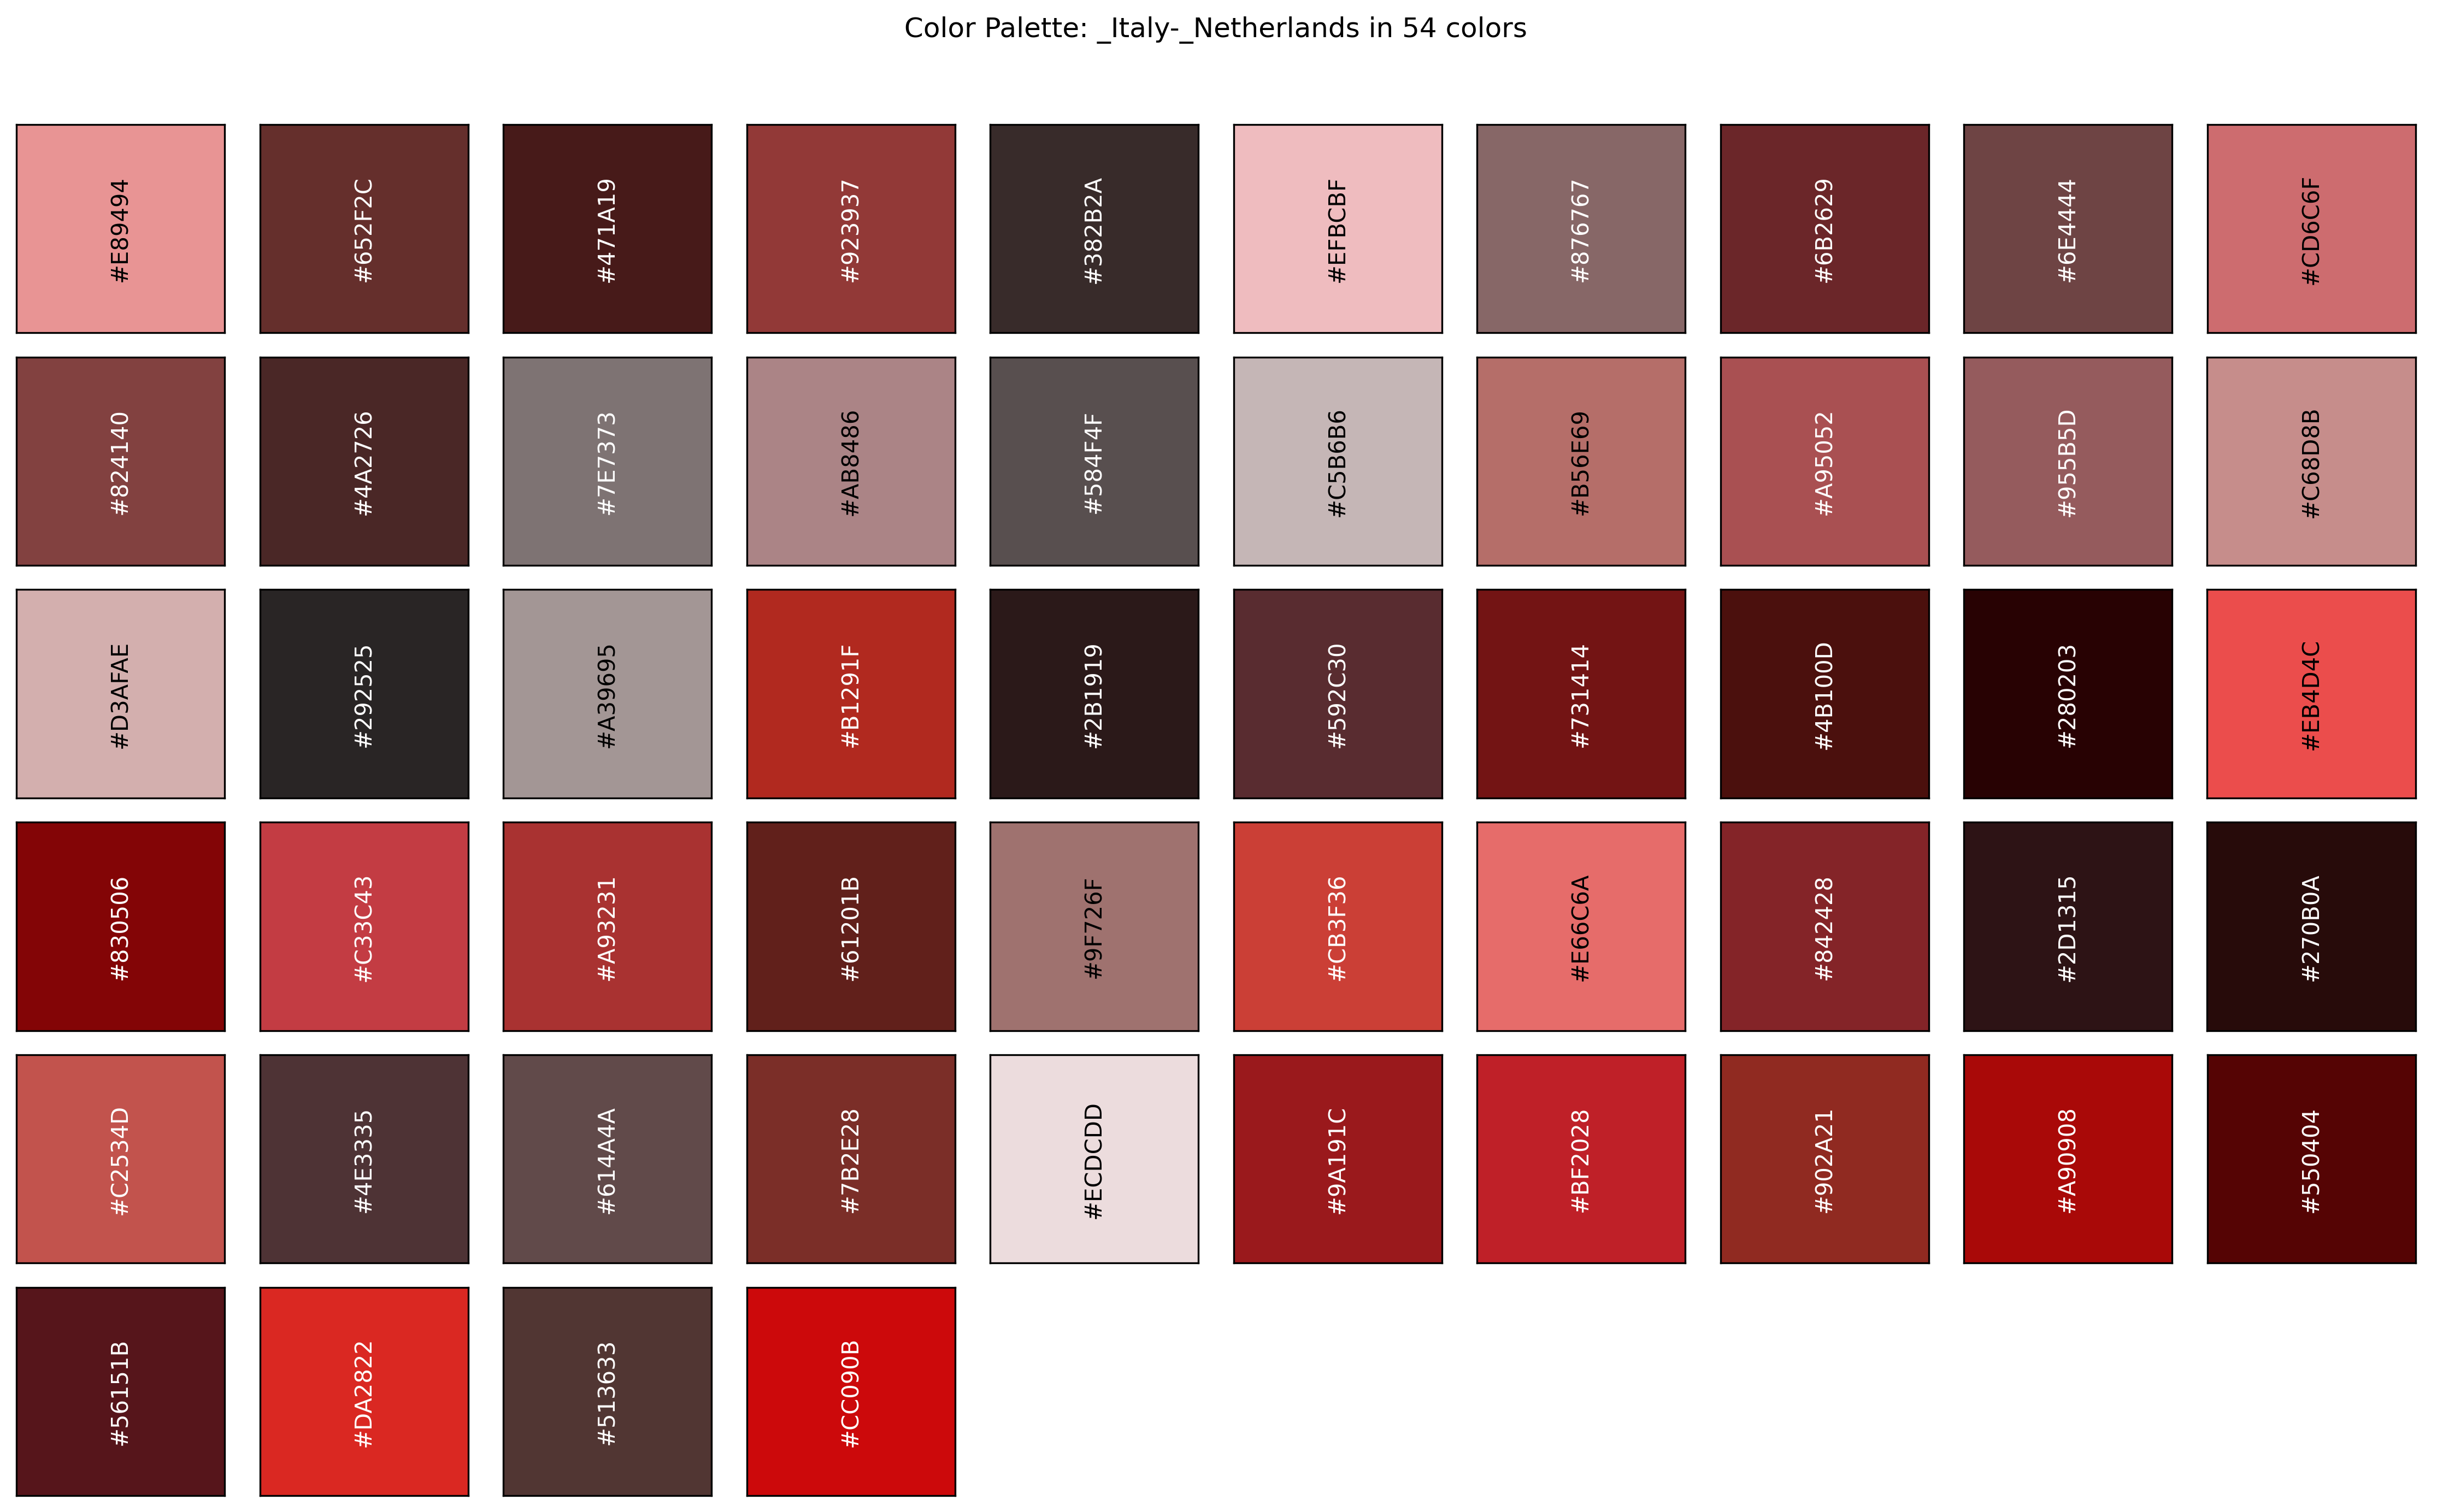 Color Palette: _Italy-_Netherlands in 54 colors
#E89494
#652F2C
#471A19
#923937
#382B2A
#EFBCBF
#876767
#6B2629
#6E4444
#CD6C6F
#824140
#4A2726
#7E7373
#AB8486
#584F4F
#C5B6B6
#B56E69
#A95052
#955B5D
#C68D8B
#D3AFAE
#292525
#A39695
#B1291F
#2B1919
#592C30
#731414
#4B100D
#280203
#EB4D4C
#830506
#C33C43
#A93231
#61201B
#9F726F
#CB3F36
#E66C6A
#842428
#2D1315
#270B0A
#C2534D
#4E3335
#614A4A
#7B2E28
#ECDCDD
#9A191C
#BF2028
#902A21
#A90908
#550404
#56151B
#DA2822
#513633
#CC090B